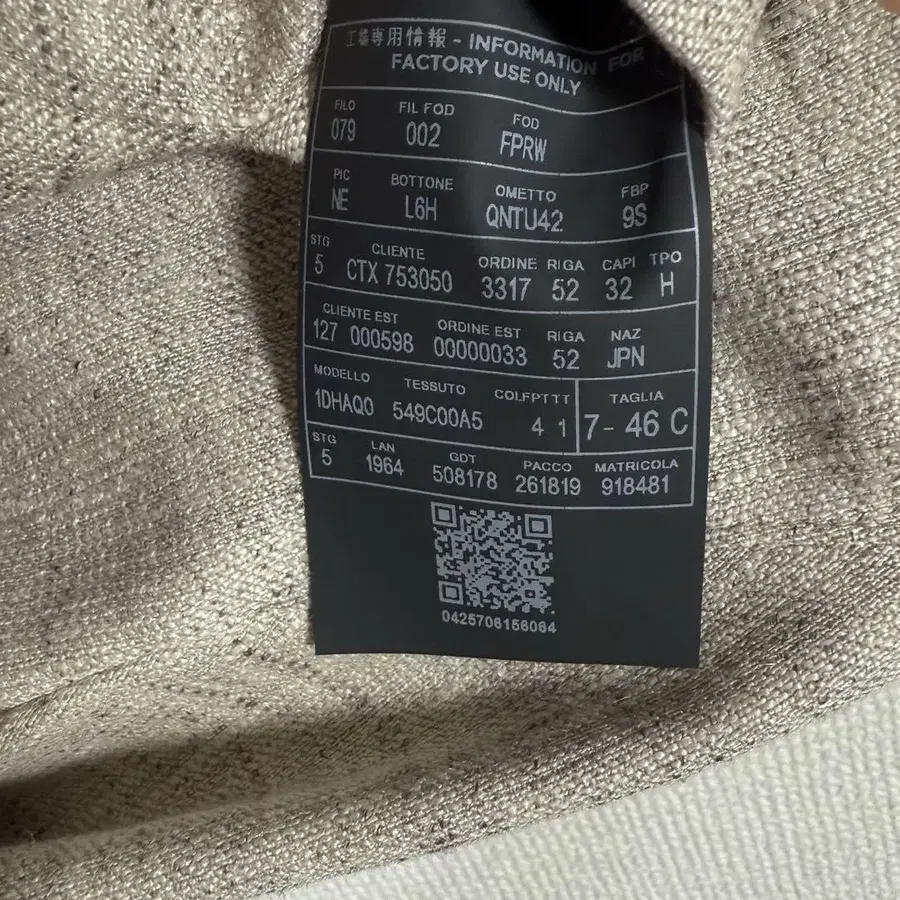 工場専用情報 - INFORMATION FOR
FACTORY USE ONLY
FILO FIL FOD FOD
079 002 FPRW
PIC BOTTONE OMETTO FBP
NE L6H QNTU42 9S
STG CLIENTE ORDINE RIGA CAPI TPO
5 CTX 753050 3317 52 32 H
CLIENTE EST ORDINE EST RIGA NAZ
127 000598 00000033 52 JPN
MODELLO TESSUTO COLFPTTT TAGLIA
1DHAQ0 549C00A5 4 1 7- 46 C
STG LAN GDT PACCO MATRICOLA
5 1964 508178 261819 918481
0425706156064